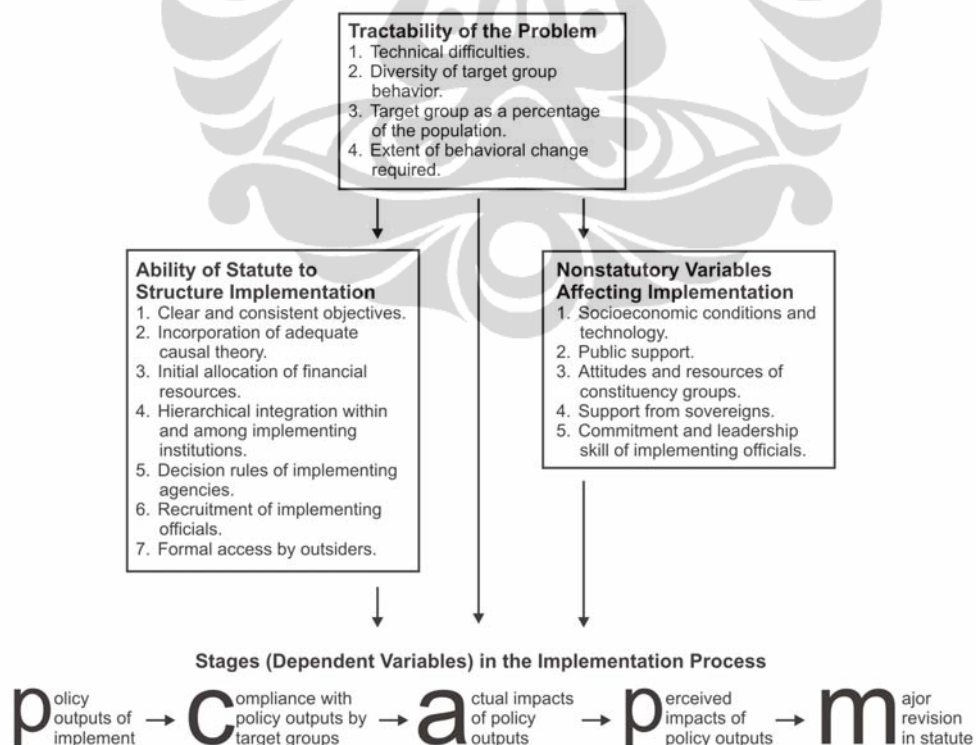 Tractability of the Problem
1. Technical difficulties.
2. Diversity of target group
behavior.
3. Target group as a percentage
of the population.
4. Extent of behavioral change
required.
Ability of Statute to
Structure Implementation
1. Clear and consistent objectives.
2. Incorporation of adequate
causal theory.
3. Initial allocation of financial
resources.
4. Hierarchical integration within
and among implementing
institutions.
5. Decision rules of implementing
agencies.
6. Recruitment of implementing
officials.
7. Formal access by outsiders.
Nonstatutory Variables
Affecting Implementation
1. Socioeconomic conditions and
technology.
2. Public support.
3. Attitudes and resources of
constituency groups.
4. Support from sovereigns.
5. Commitment and leadership
skill of implementing officials.
Stages (Dependent Variables) in the Implementation Process
policy
outputs of
implement
compliance with
policy outputs by
target groups
actual impacts
of policy
outputs
perceived
impacts of
policy outputs
major
revision
in statute